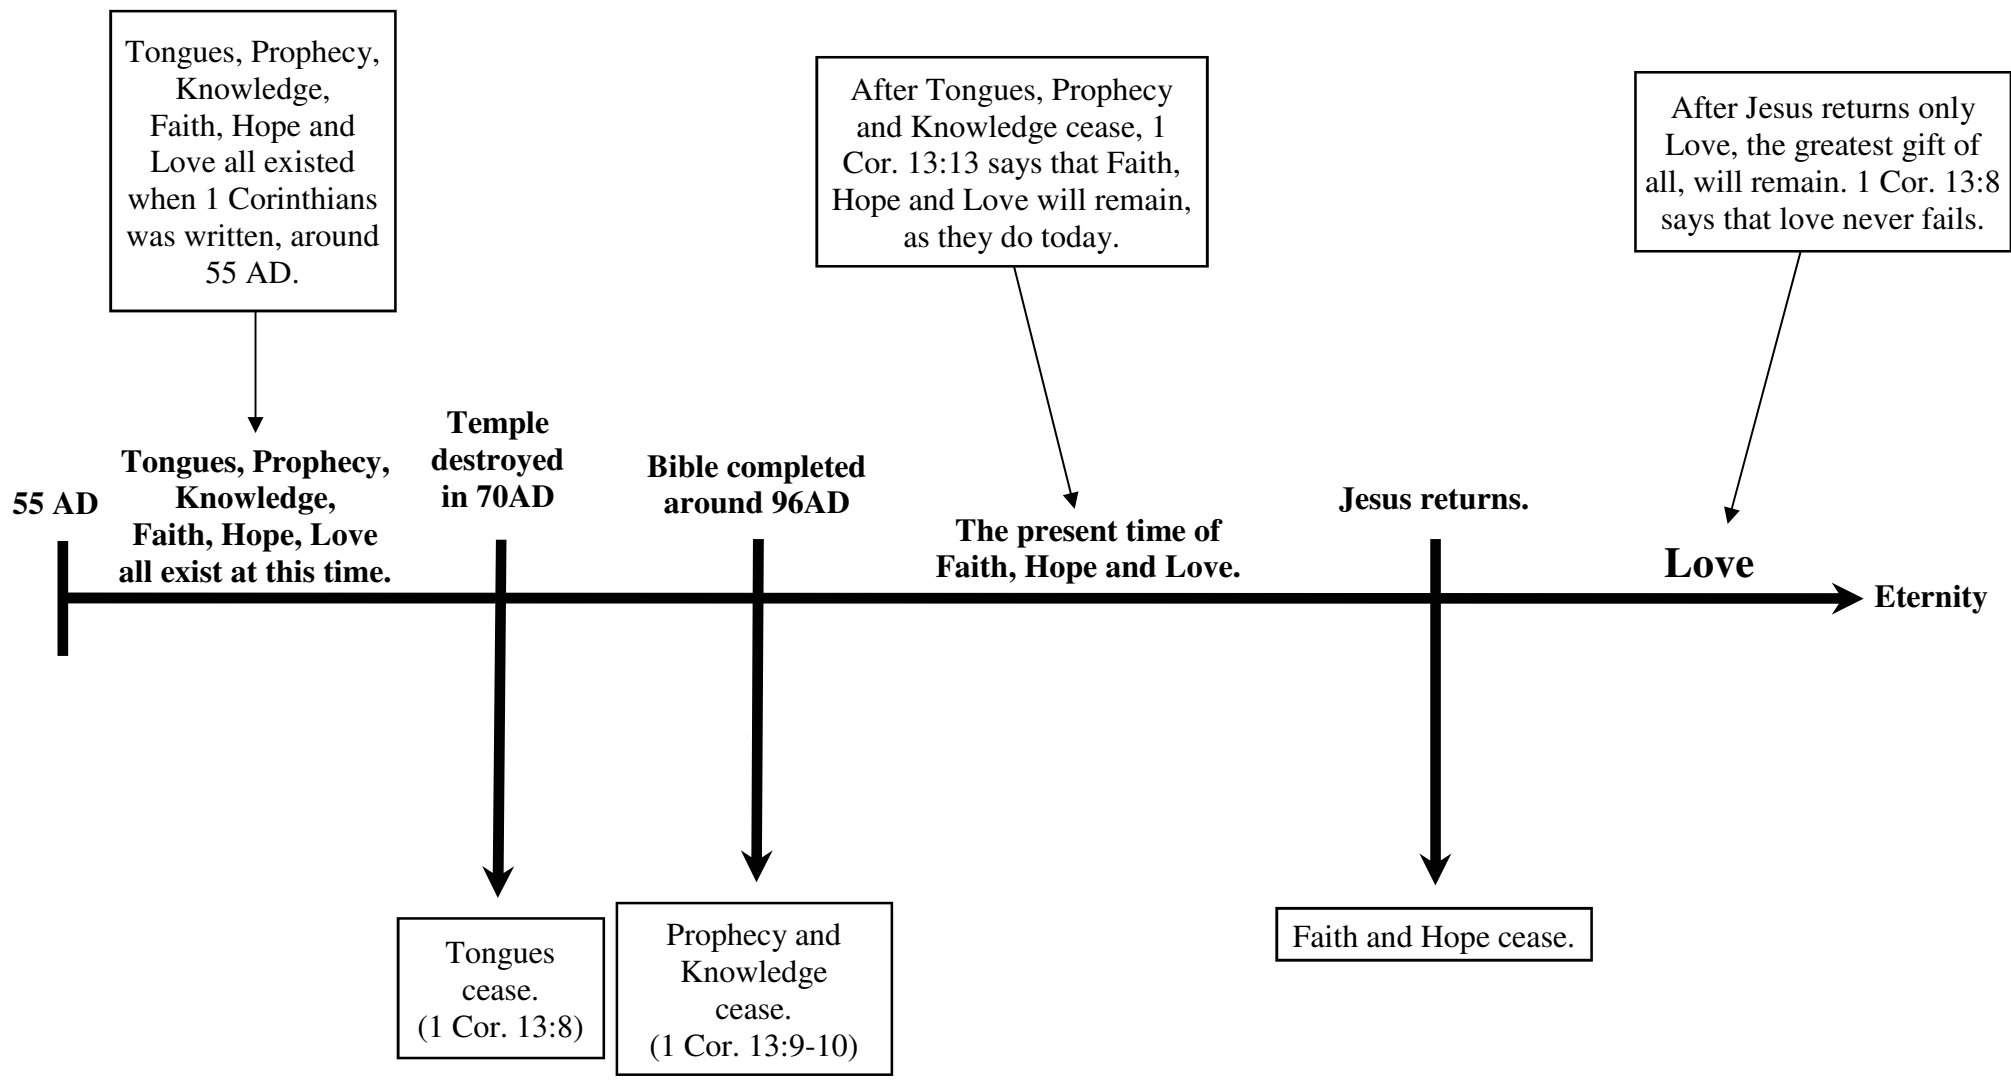 Tongues, Prophecy,
Knowledge,
Faith, Hope and
Love all existed
when 1 Corinthians
was written, around
55 AD.
After Tongues, Prophecy
and Knowledge cease, 1
Cor. 13:13 says that Faith,
Hope and Love will remain,
as they do today.
After Jesus returns only
Love, the greatest gift of
all, will remain. 1 Cor. 13:8
says that love never fails.
55 AD
Tongues, Prophecy,
Knowledge,
Faith, Hope, Love
all exist at this time.
Temple
destroyed
in 70AD
Bible completed
around 96AD
The present time of
Faith, Hope and Love.
Jesus returns.
Love
Eternity
Tongues
cease.
(1 Cor. 13:8)
Prophecy and
Knowledge
cease.
(1 Cor. 13:9-10)
Faith and Hope cease.